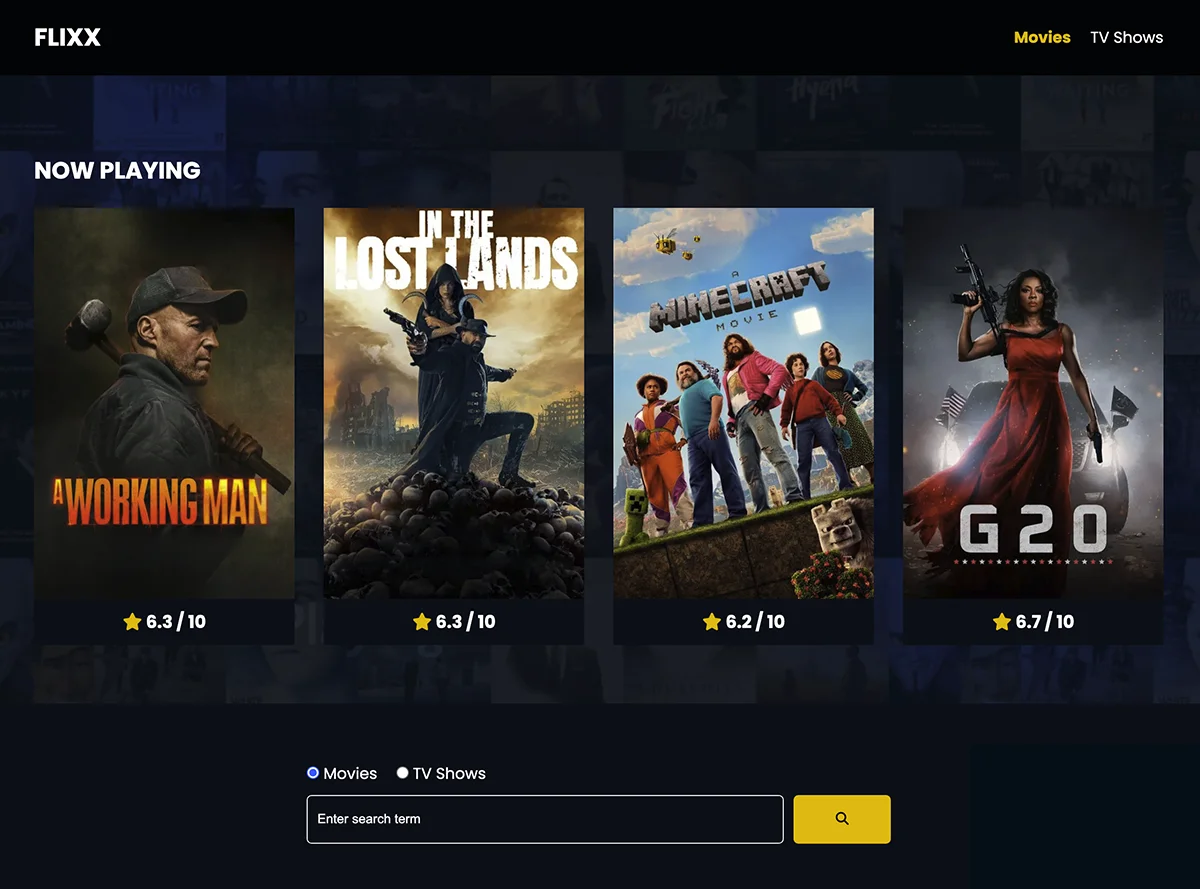 FLIXX
Movies TV Shows
NOW PLAYING
A WORKING MAN
6.3 / 10
IN THE
LOST LANDS
6.3 / 10
A
MINECRAFT
MOVIE
6.2 / 10
G20
6.7 / 10
Movies TV Shows
Enter search term